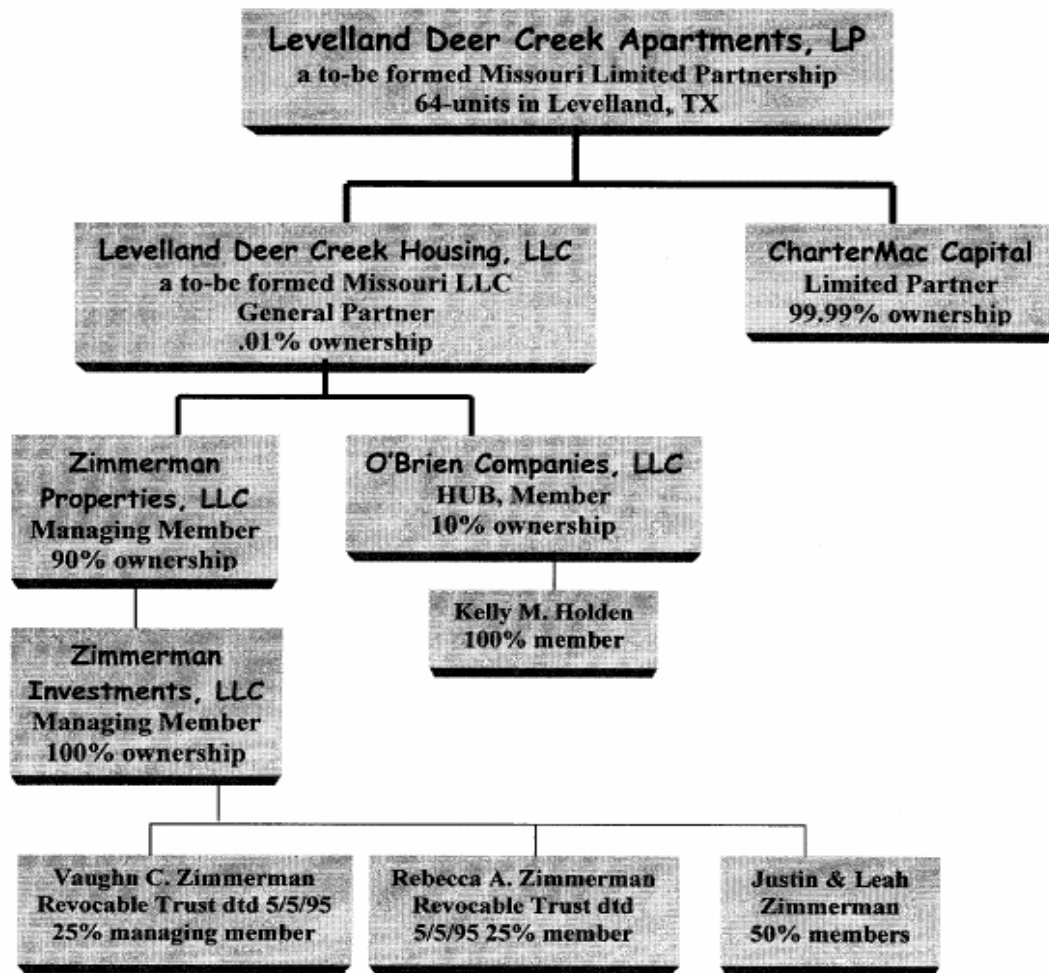 Levelland Deer Creek Apartments, LP
a to-be formed Missouri Limited Partnership
64-units in Levelland, TX
Levelland Deer Creek Housing, LLC
a to-be formed Missouri LLC
General Partner
.01% ownership
CharterMac Capital
Limited Partner
99.99% ownership
Zimmerman
Properties, LLC
Managing Member
90% ownership
O'Brien Companies, LLC
HUB, Member
10% ownership
Kelly M. Holden
100% member
Zimmerman
Investments, LLC
Managing Member
100% ownership
Vaughn C. Zimmerman
Revocable Trust dtd 5/5/95
25% managing member
Rebecca A. Zimmerman
Revocable Trust dtd
5/5/95 25% member
Justin & Leah
Zimmerman
50% members